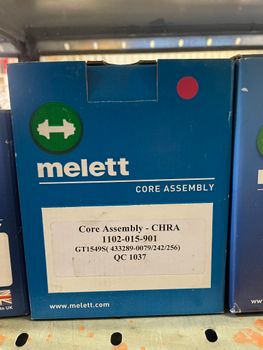 melett
CORE ASSEMBLY
Core Assembly - CHRA
1102-015-901
GT1549S( 433289-0079/242/256)
QC 1037
www.melett.com
UK